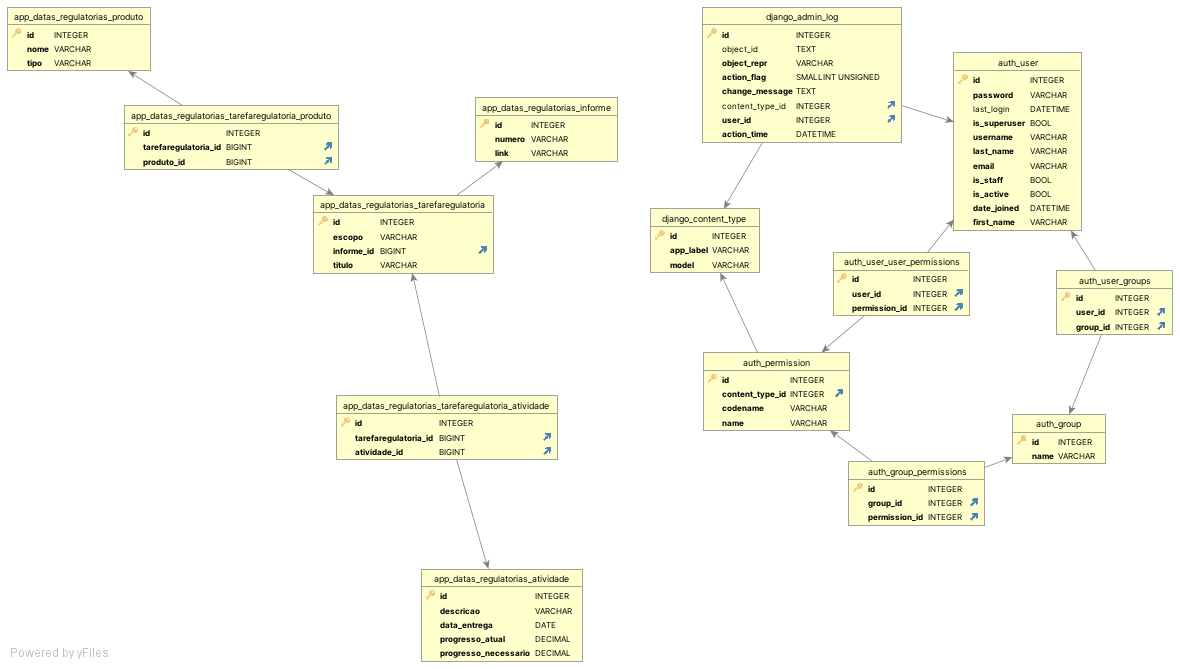 app_datas_regulatorias_produto
id INTEGER
nome VARCHAR
tipo VARCHAR
app_datas_regulatorias_tarefaregulatoria_produto
id INTEGER
tarefaregulatoria_id BIGINT
produto_id BIGINT
app_datas_regulatorias_informe
id INTEGER
numero VARCHAR
link VARCHAR
app_datas_regulatorias_tarefaregulatoria
id INTEGER
escopo VARCHAR
informe_id BIGINT
titulo VARCHAR
app_datas_regulatorias_tarefaregulatoria_atividade
id INTEGER
tarefaregulatoria_id BIGINT
atividade_id BIGINT
app_datas_regulatorias_atividade
id INTEGER
descricao VARCHAR
data_entrega DATE
progresso_atual DECIMAL
progresso_necessario DECIMAL
django_admin_log
id INTEGER
object_id TEXT
object_repr VARCHAR
action_flag SMALLINT UNSIGNED
change_message TEXT
content_type_id INTEGER
user_id INTEGER
action_time DATETIME
auth_user
id INTEGER
password VARCHAR
last_login DATETIME
is_superuser BOOL
username VARCHAR
last_name VARCHAR
email VARCHAR
is_staff BOOL
is_active BOOL
date_joined DATETIME
first_name VARCHAR
django_content_type
id INTEGER
app_label VARCHAR
model VARCHAR
auth_user_user_permissions
id INTEGER
user_id INTEGER
permission_id INTEGER
auth_user_groups
id INTEGER
user_id INTEGER
group_id INTEGER
auth_permission
id INTEGER
content_type_id INTEGER
codename VARCHAR
name VARCHAR
auth_group
id INTEGER
name VARCHAR
auth_group_permissions
id INTEGER
group_id INTEGER
permission_id INTEGER
Powered by yFiles